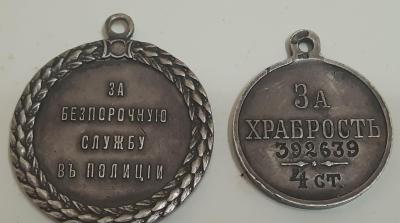 ЗА
БЕЗПОРОЧНУЮ
СЛУЖБУ
ВЪ ПОЛИЦІИ
ЗА
ХРАБРОСТЬ
392639
4 СТ.